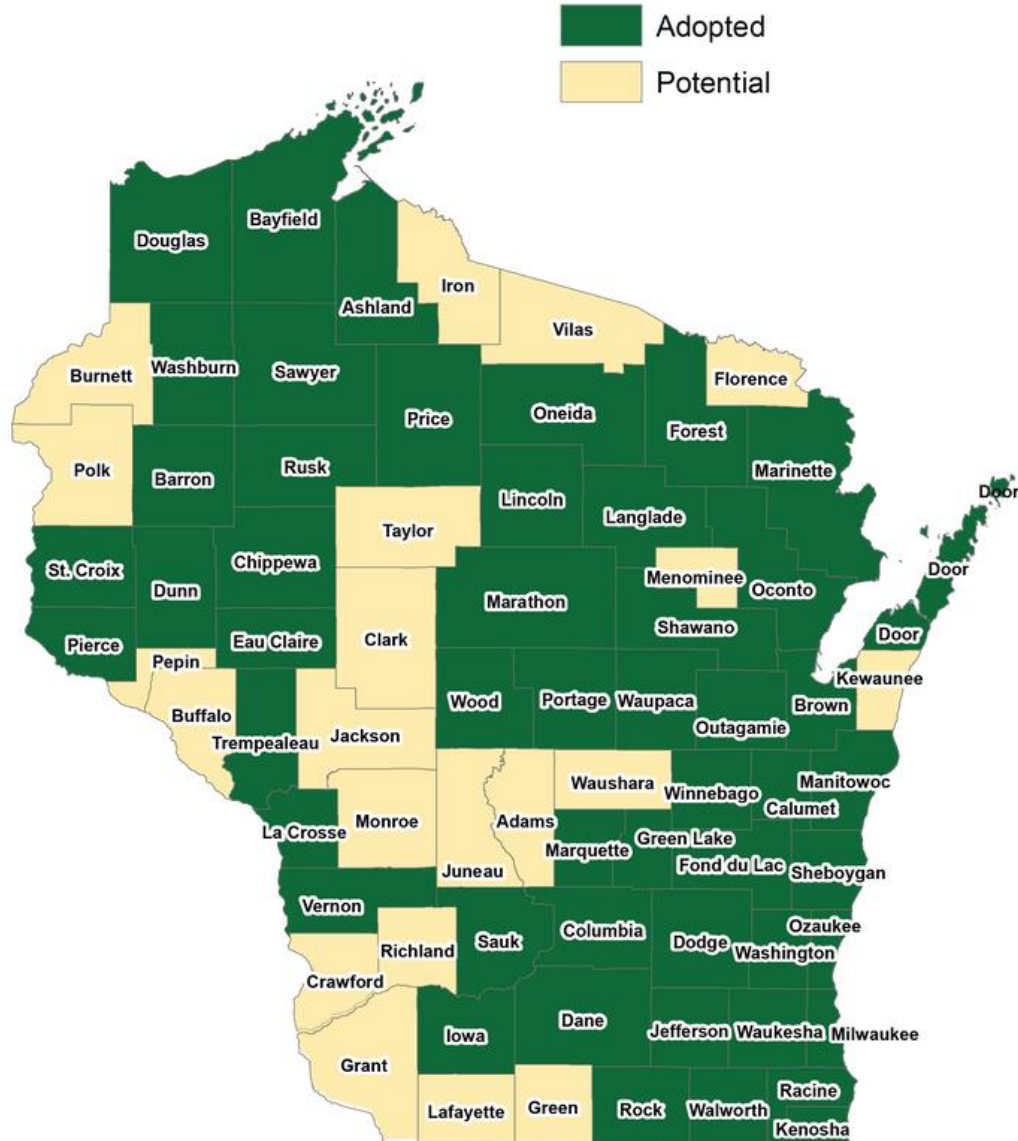 Adopted
Potential
Bayfield
Douglas
Iron
Ashland
Vilas
Washburn
Sawyer
Burnett
Florence
Price
Oneida
Forest
Polk
Barron
Rusk
Marinette
Door
Lincoln
Langlade
Taylor
Chippewa
St. Croix
Door
Dunn
Menominee
Oconto
Marathon
Shawano
Door
Pierce
Eau Claire
Clark
Pepin
Kewaunee
Wood
Portage
Waupaca
Brown
Buffalo
Outagamie
Trempealeau
Jackson
Waushara
Manitowoc
Winnebago
Calumet
Monroe
Adams
La Crosse
Green Lake
Marquette
Fond du Lac
Juneau
Sheboygan
Vernon
Ozaukee
Columbia
Sauk
Dodge
Richland
Washington
Crawford
Dane
Jefferson
Waukesha
Milwaukee
Iowa
Grant
Racine
Lafayette
Green
Rock
Walworth
Kenosha